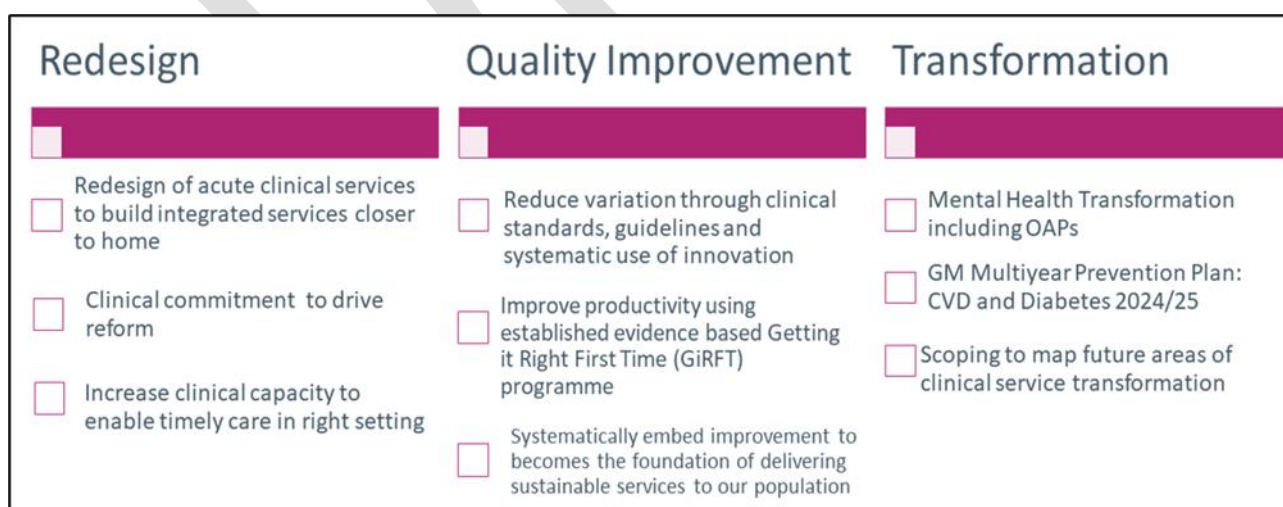 Redesign
Redesign of acute clinical services
to build integrated services closer
to home
Clinical commitment to drive
reform
Increase clinical capacity to
enable timely care in right setting
Quality Improvement
Reduce variation through clinical
standards, guidelines and
systematic use of innovation
Improve productivity using
established evidence based Getting
it Right First Time (GiRFT)
programme
Systematically embed improvement to
becomes the foundation of delivering
sustainable services to our population
Transformation
Mental Health Transformation
including OAPs
GM Multiyear Prevention Plan:
CVD and Diabetes 2024/25
Scoping to map future areas of
clinical service transformation